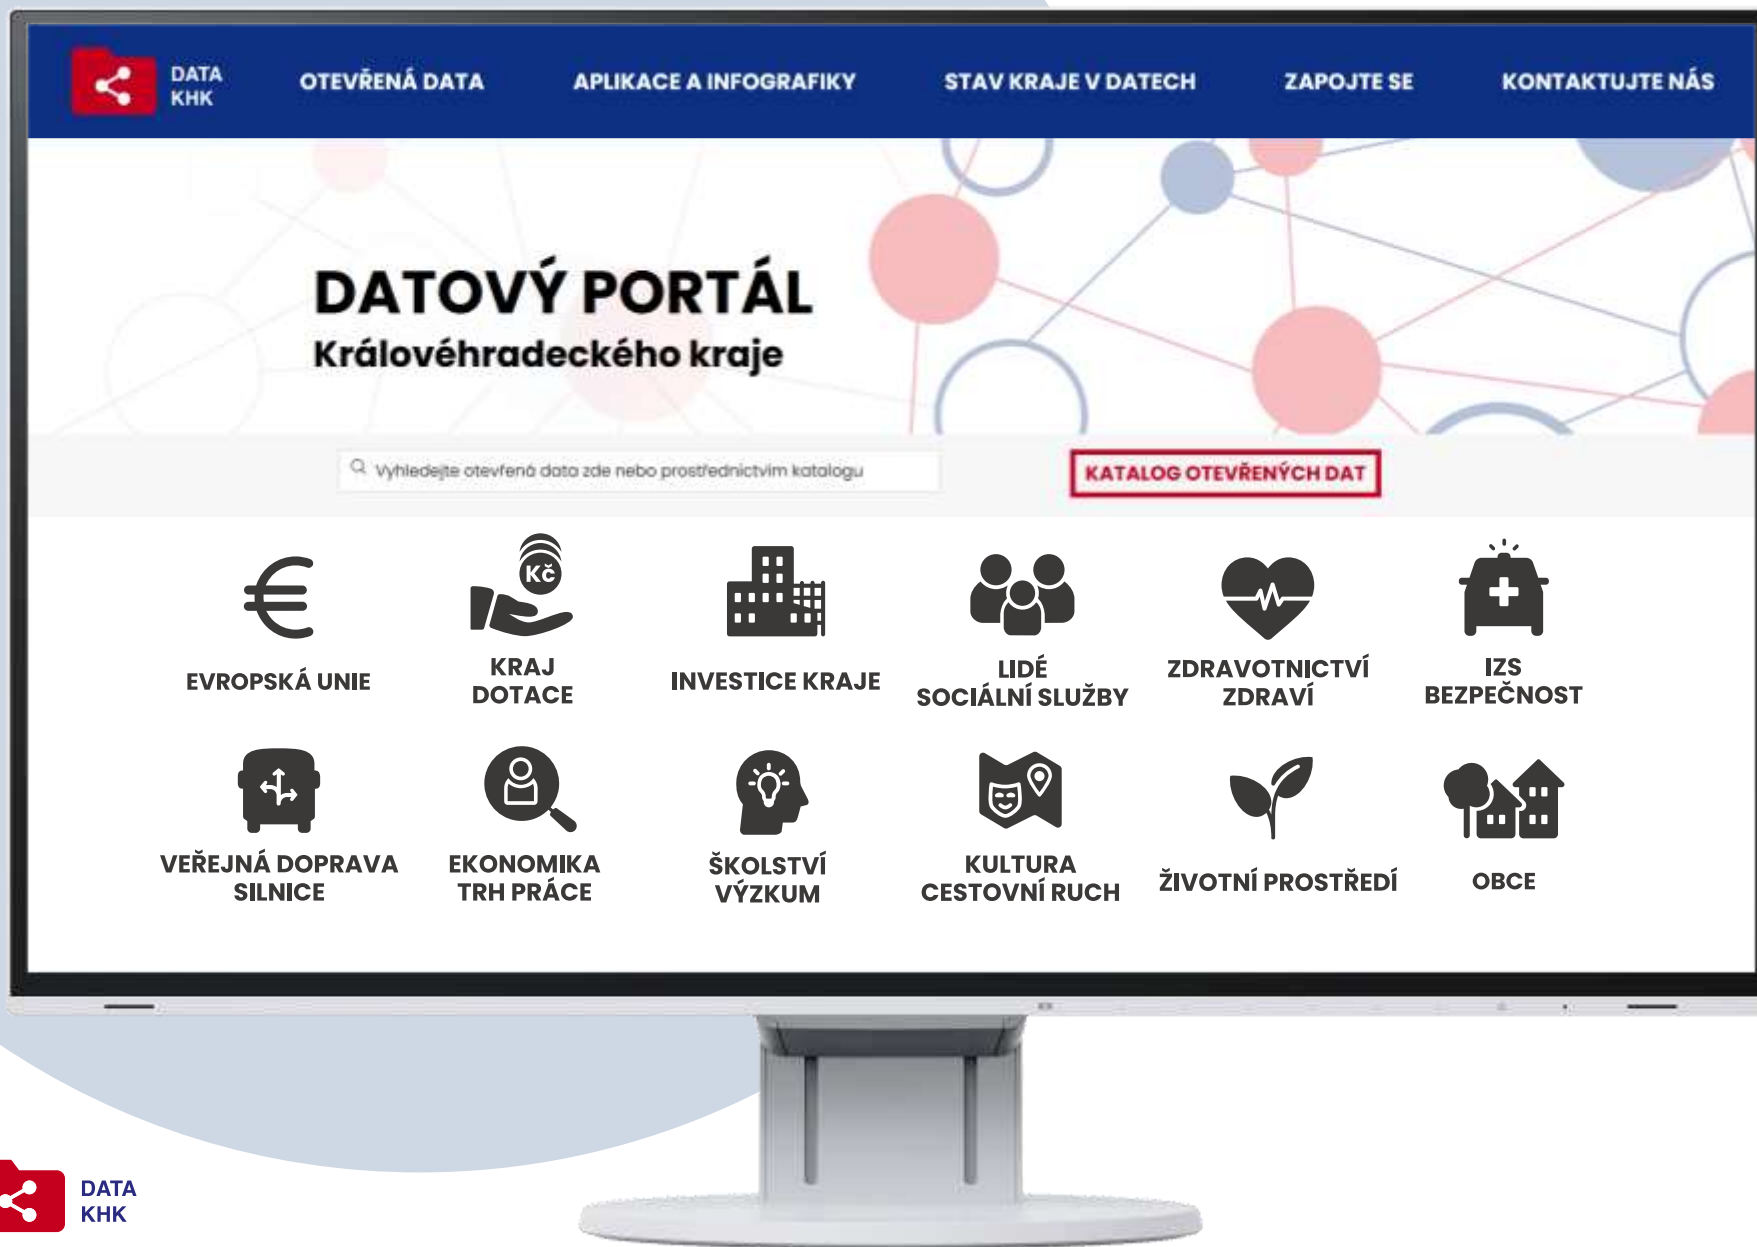 DATA
KHK
OTEVŘENÁ DATA
APLIKACE A INFOGRAFIKY
STAV KRAJE V DATECH
ZAPOJTE SE
KONTAKTUJTE NÁS
DATOVÝ PORTÁL
Královéhradeckého kraje
Vyhledejte otevřená data zde nebo prostřednictvím katalogu
KATALOG OTEVŘENÝCH DAT
Kč
EVROPSKÁ UNIE
KRAJ
DOTACE
INVESTICE KRAJE
LIDÉ
SOCIÁLNÍ SLUŽBY
ZDRAVOTNICTVÍ
ZDRAVÍ
IZS
BEZPEČNOST
VEŘEJNÁ DOPRAVA
SILNICE
EKONOMIKA
TRH PRÁCE
ŠKOLSTVÍ
VÝZKUM
KULTURA
CESTOVNÍ RUCH
ŽIVOTNÍ PROSTŘEDÍ
OBCE
DATA
KHK